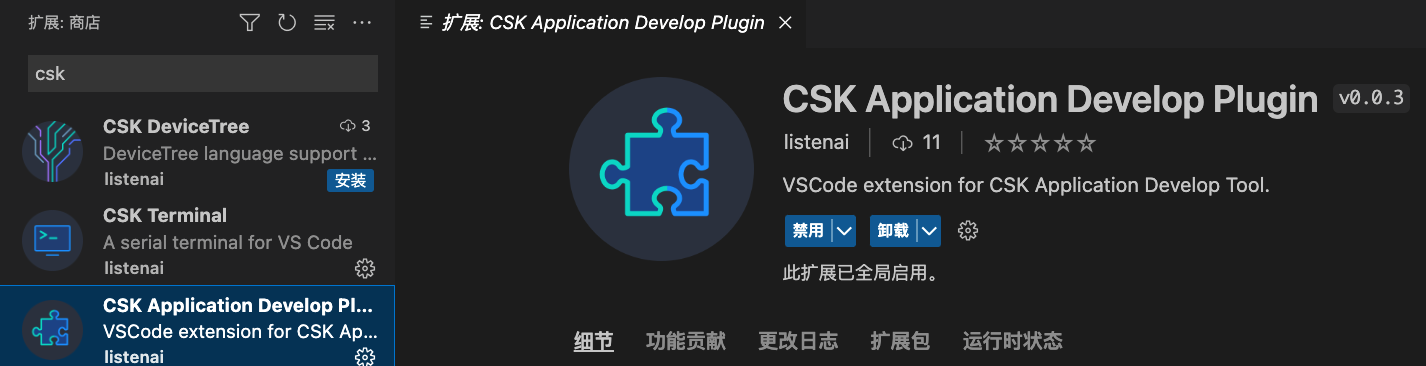 扩展: 商店
csk
CSK DeviceTree 3
DeviceTree language support ...
listenai 安装
CSK Terminal
A serial terminal for VS Code
listenai
CSK Application Develop Pl...
VSCode extension for CSK Ap...
listenai
扩展: CSK Application Develop Plugin
CSK Application Develop Plugin v0.0.3
listenai 11
VSCode extension for CSK Application Develop Tool.
禁用 卸载
此扩展已全局启用。
细节 功能贡献 更改日志 扩展包 运行时状态